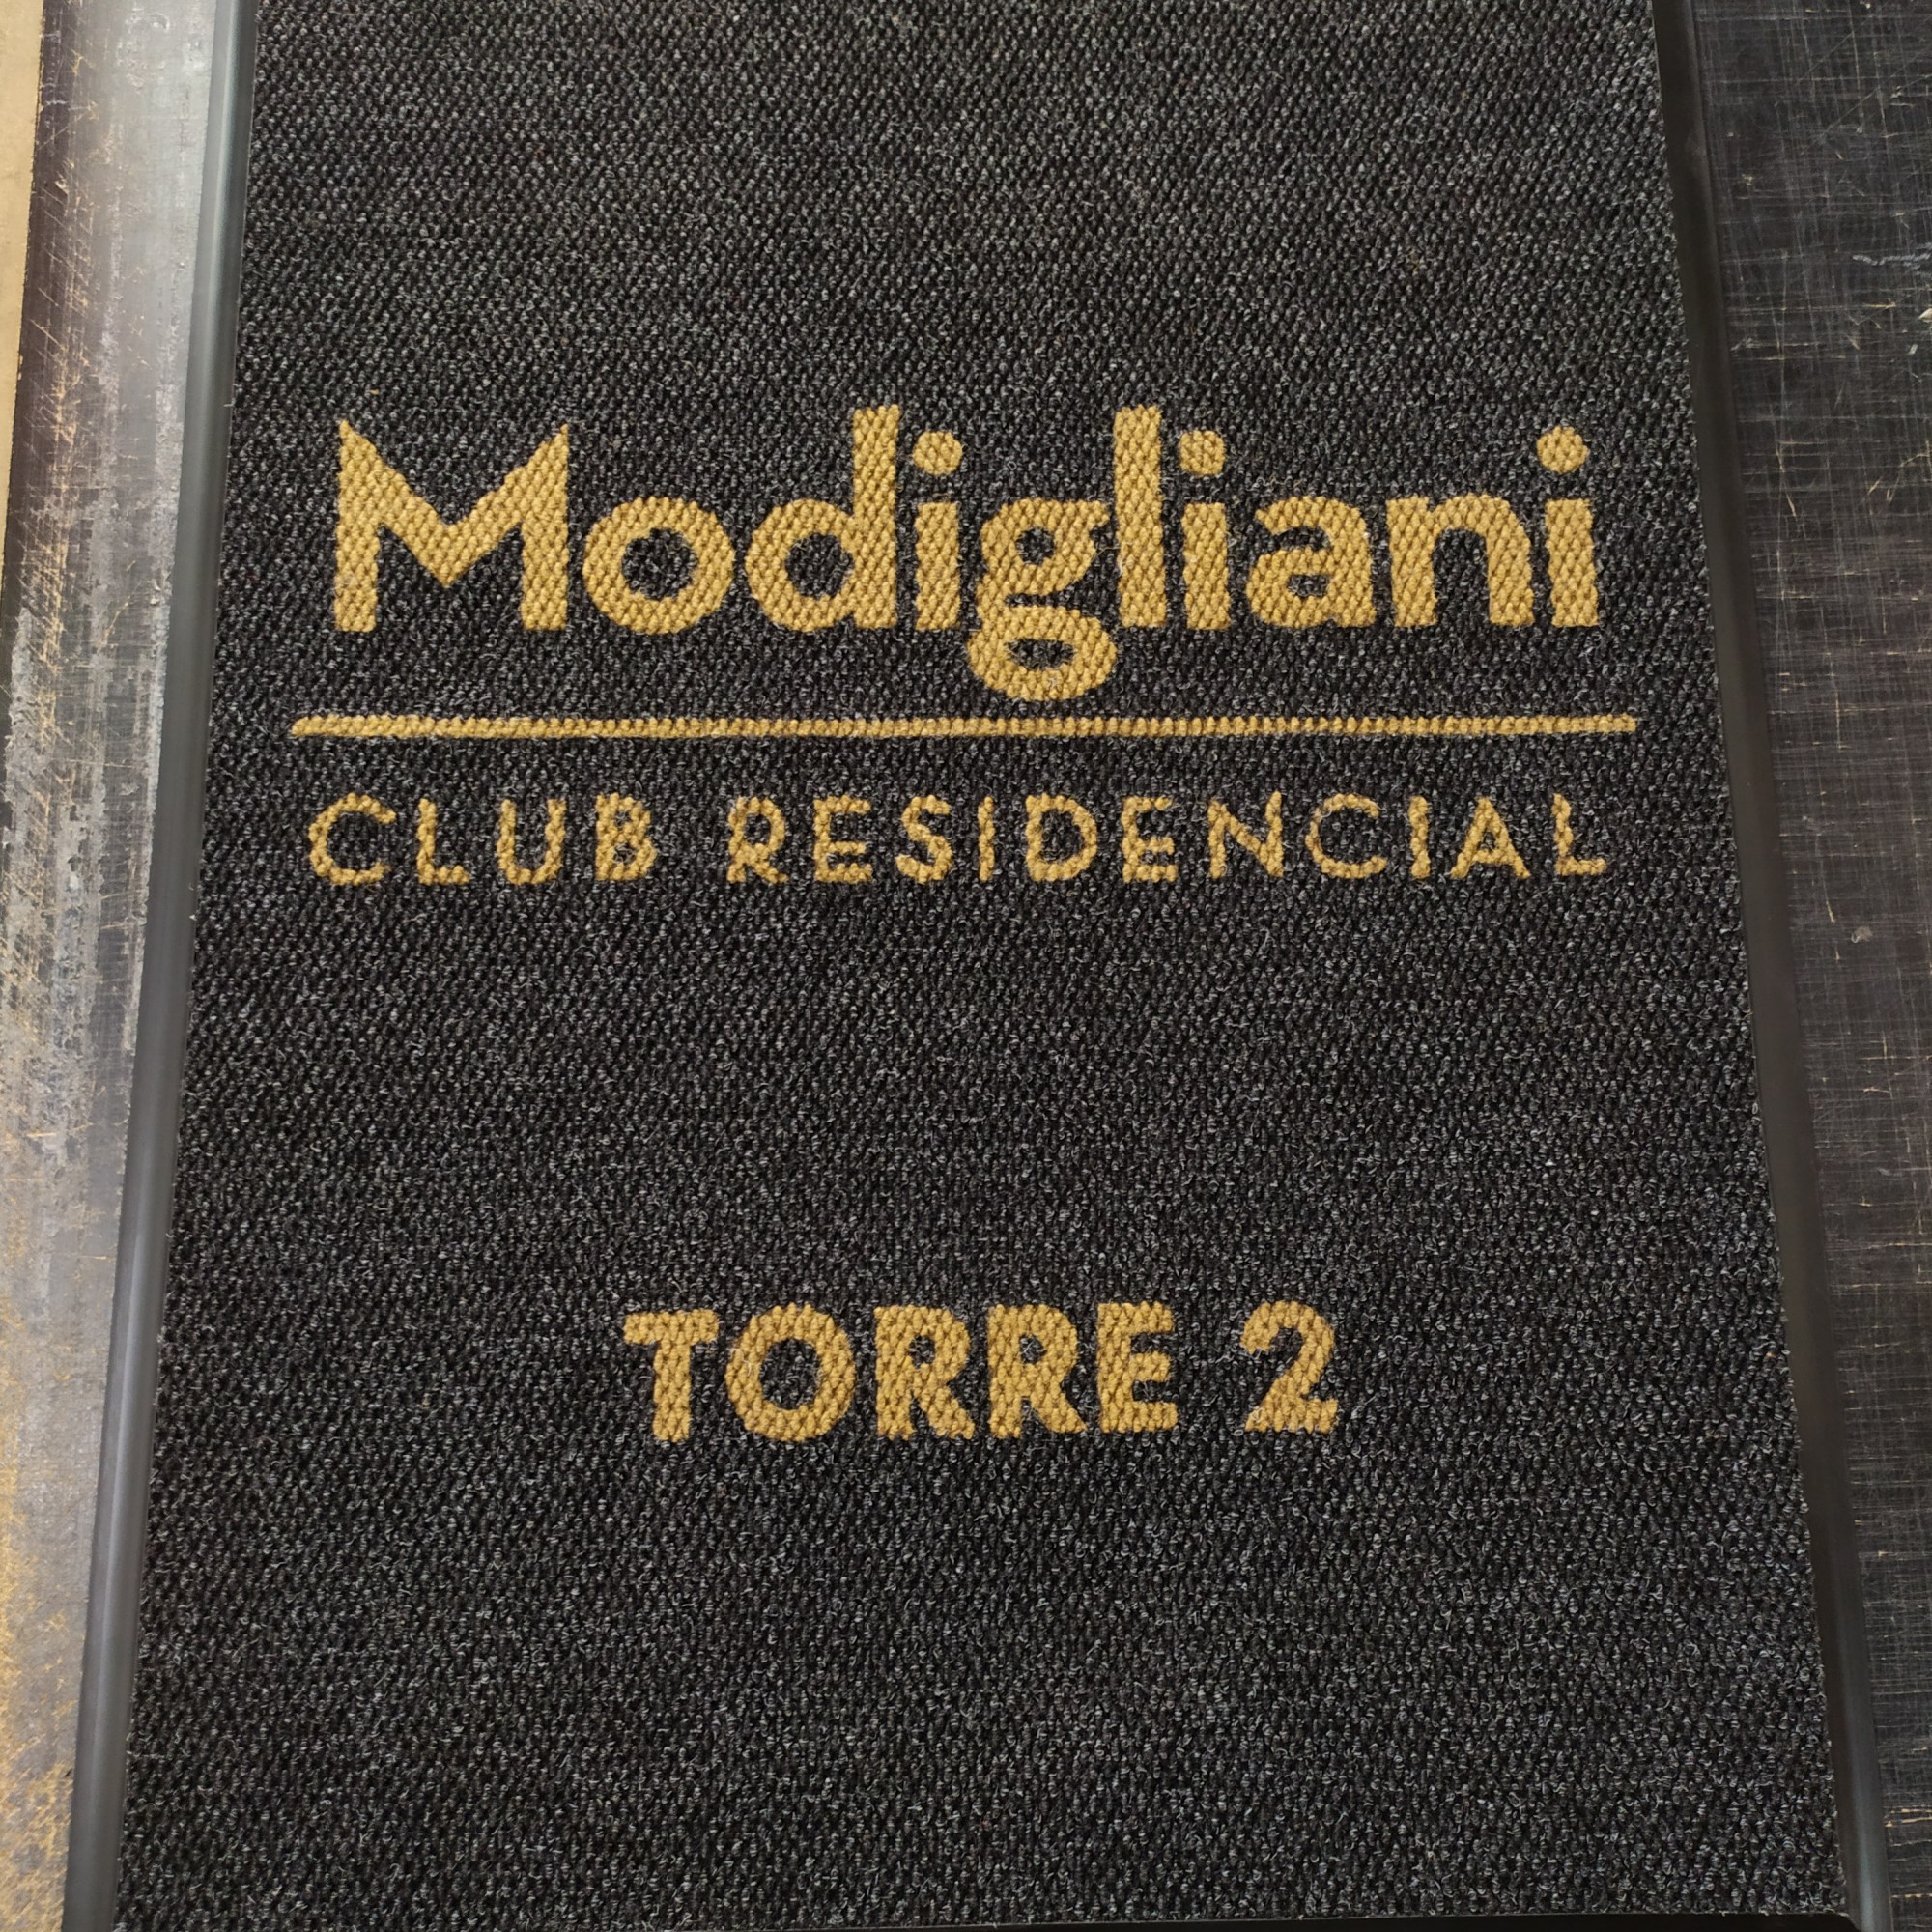 Modigliani
CLUB RESIDENCIAL
TORRE 2